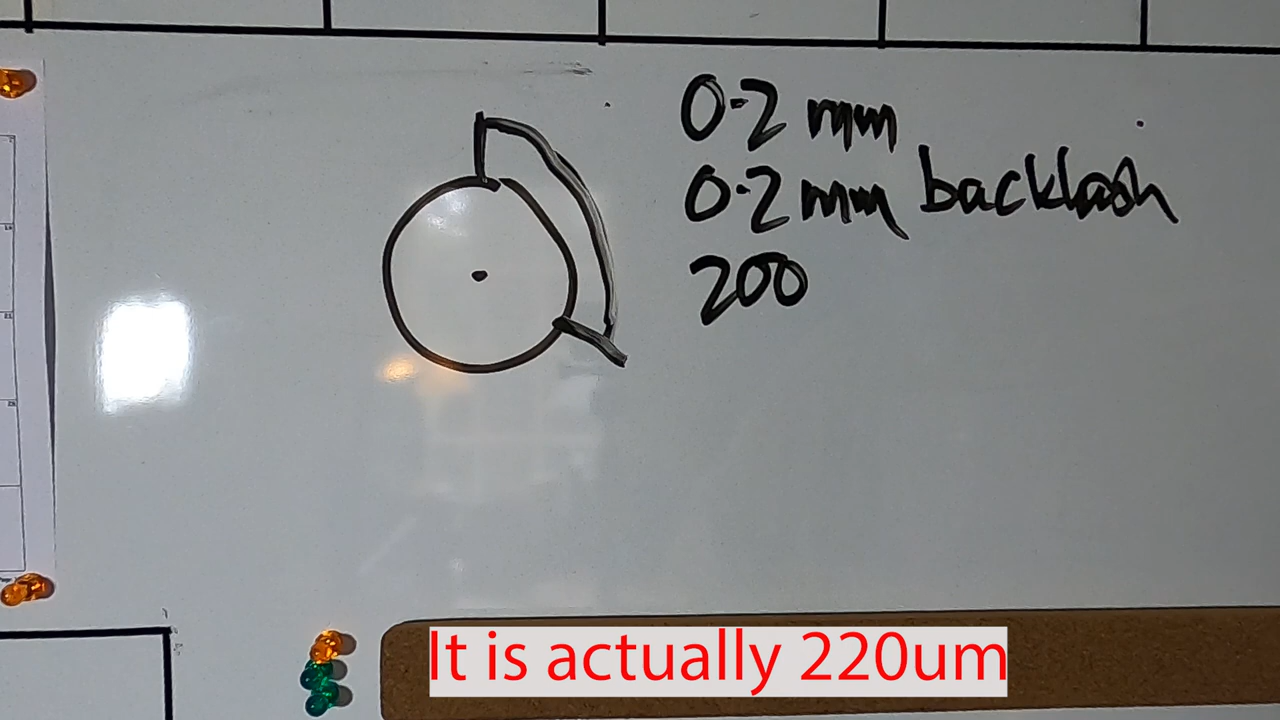 0.2 mm
0.2 mm backlash
200
It is actually 220um